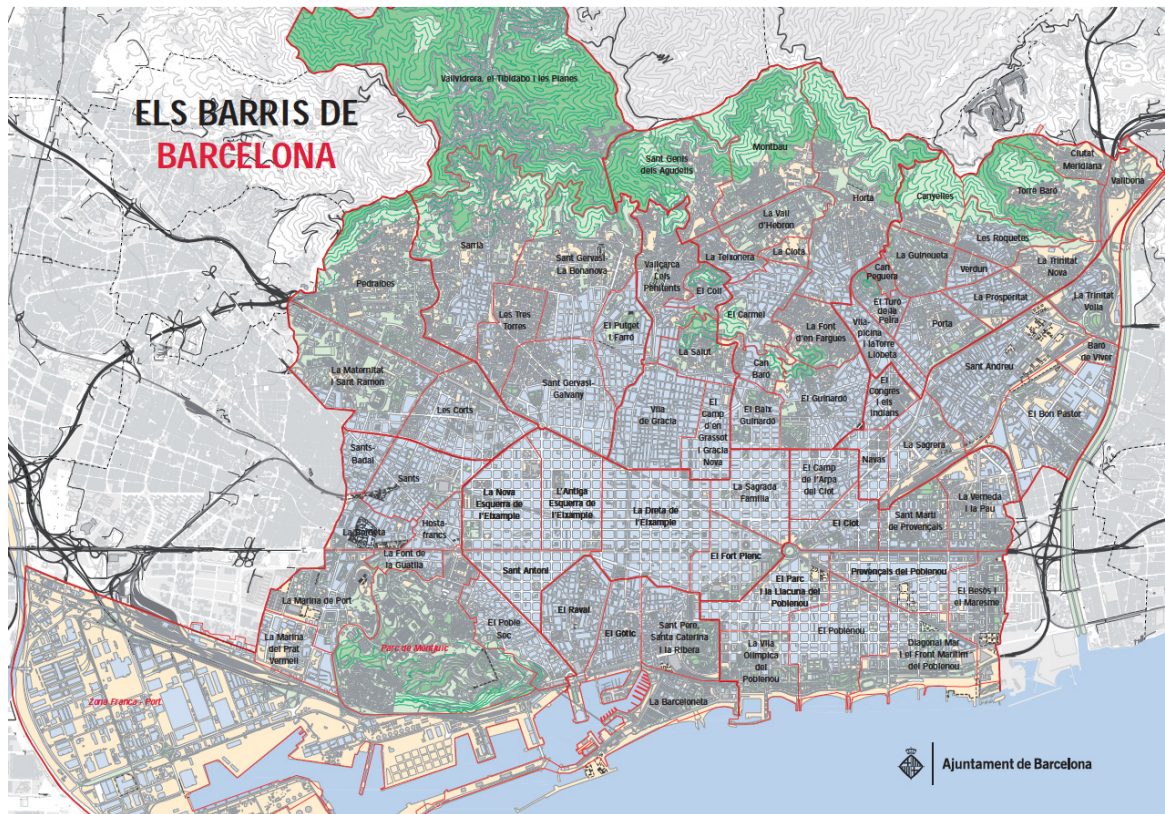 ELS BARRIS DE
BARCELONA
Vallvidrera, el Tibidabo i les Planes
Ciutat
Meridiana
Vallbona
Montbau
Sant Genís
dels Agudells
Torre Baró
Canyelles
Horta
La Vall
d'Hebron
Les Roquetes
Sarrià
Sant Gervasi-
La Bonanova
La Teixonera
La Clota
La Guineueta
La Trinitat
Nova
Vallcarca
i els
Penitents
Can
Peguera
Verdun
Pedralbes
El Coll
La Prosperitat
La Trinitat
Vella
El Turó
de la
Peira
Les Tres
Torres
El Carmel
El Putget
i Farró
La Font
d'en Fargues
Vila-
picina
i la Torre
Llobeta
Porta
La Salut
Baró
de Viver
Can
Baró
Sant Andreu
La Maternitat
i Sant Ramon
Sant Gervasi-
Galvany
El
Congrés
i els
Indians
Les Corts
Vila
de Gràcia
El
Camp
d'en
Grassot
i Gràcia
Nova
El Baix
Guinardó
El Guinardó
El Bon Pastor
Sants-
Badal
La Sagrera
Navas
Sants
La Nova
Esquerra de
l'Eixample
L'Antiga
Esquerra de
l'Eixample
La Dreta de
l'Eixample
La Sagrada
Família
El Camp
de l'Arpa
del Clot
La Verneda
i la Pau
Sant Martí
de Provençals
Hosta
francs
El Clot
La Bordeta
La Font de
la Guatlla
El Fort Pienc
Sant Antoni
Provençals del Poblenou
El Parc
i la Llacuna del
Poblenou
El Besòs i
el Maresme
La Marina de Port
El Raval
El Poble
Sec
El Gòtic
Sant Pere,
Santa Caterina
i la Ribera
El Poblenou
La Marina
del Prat
Vermell
Parc de Montjuïc
La Vila
Olímpica
del
Poblenou
Diagonal Mar
i el Front Marítim
del Poblenou
Zona Franca - Port
La Barceloneta
Ajuntament de Barcelona